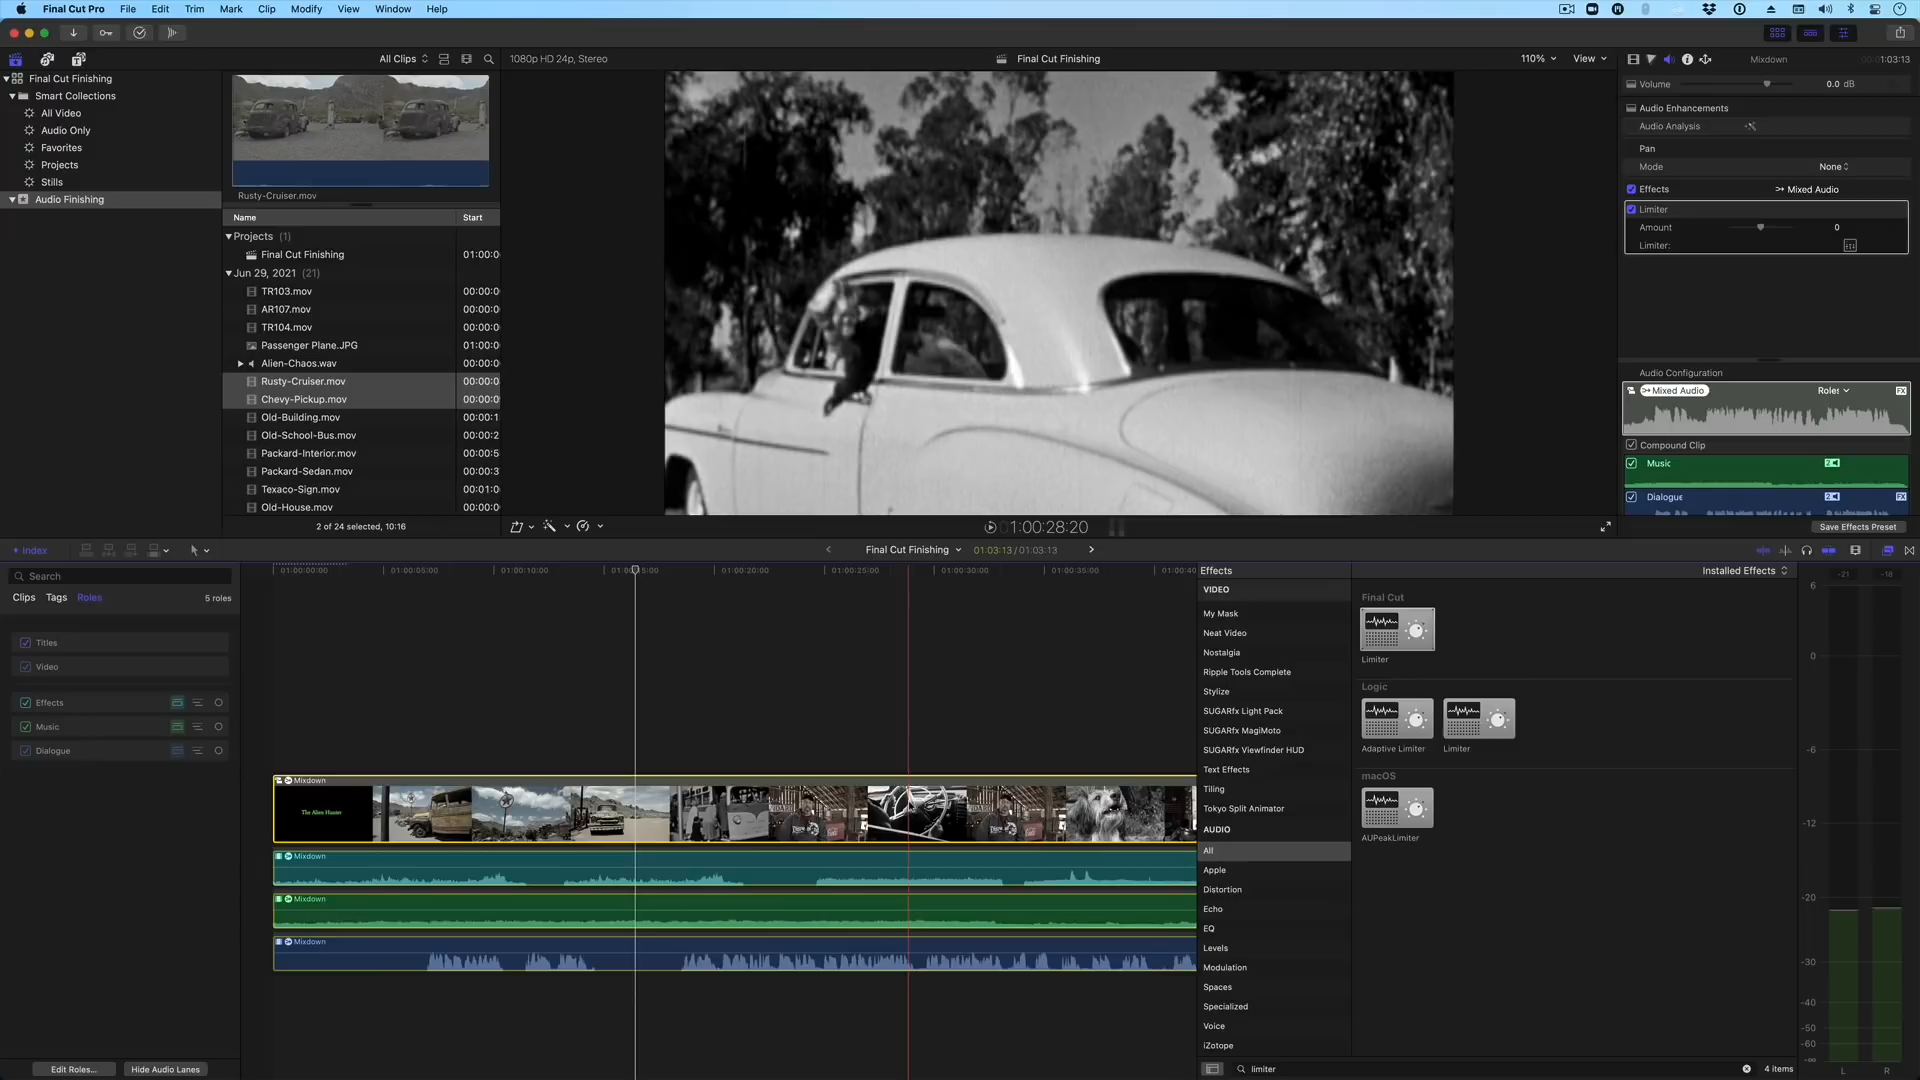 Final Cut Pro File Edit Trim Mark Clip Modify View Window Help
All Clips
1080p HD 24p, Stereo
Final Cut Finishing
110%
View
Mixdown
1:03:13
Final Cut Finishing
Smart Collections
All Video
Audio Only
Favorites
Projects
Stills
Audio Finishing
Rusty-Cruiser.mov
Name Start
Projects (1)
Final Cut Finishing 01:00:0
Jun 29, 2021 (21)
TR103.mov 00:00:0
AR107.mov 00:00:0
TR104.mov 00:00:0
Passenger Plane.JPG 01:00:0
Alien-Chaos.wav 00:00:0
Rusty-Cruiser.mov 00:00:0
Chevy-Pickup.mov 00:00:0
Old-Building.mov 00:00:1
Old-School-Bus.mov 00:00:2
Packard-Interior.mov 00:00:5
Packard-Sedan.mov 00:00:3
Texaco-Sign.mov 00:01:0
Old-House.mov 00:00:1
2 of 24 selected, 10:16
1:00:28:20
Volume 0.0 dB
Audio Enhancements
Audio Analysis
Pan
Mode None
Effects Mixed Audio
Limiter
Amount 0
Limiter:
Audio Configuration
Mixed Audio Roles FX
Compound Clip
Music 2
Dialogue 2 FX
Save Effects Preset
Index
Final Cut Finishing
01:03:13 / 01:03:13
Search
Clips Tags Roles 5 roles
Titles
Video
Effects
Music
Dialogue
Edit Roles...
Hide Audio Lanes
01:00:00:00 01:00:05:00 01:00:10:00 01:00:20:00 01:00:25:00 01:00:30:00 01:00:35:00 01:00:40
Mixdown
The Alien Hunter
Mixdown
Mixdown
Mixdown
Effects
Installed Effects
VIDEO
My Mask
Neat Video
Nostalgia
Ripple Tools Complete
Stylize
SUGARfx Light Pack
SUGARfx MagiMoto
SUGARfx Viewfinder HUD
Text Effects
Tiling
Tokyo Split Animator
AUDIO
All
Apple
Distortion
Echo
EQ
Levels
Modulation
Spaces
Specialized
Voice
iZotope
Final Cut
Limiter
Logic
Adaptive Limiter
Limiter
macOS
AUPeakLimiter
limiter
4 items
-21 -18
6
0
-6
-12
-20
-30
-40
-50
-60
-∞
L R